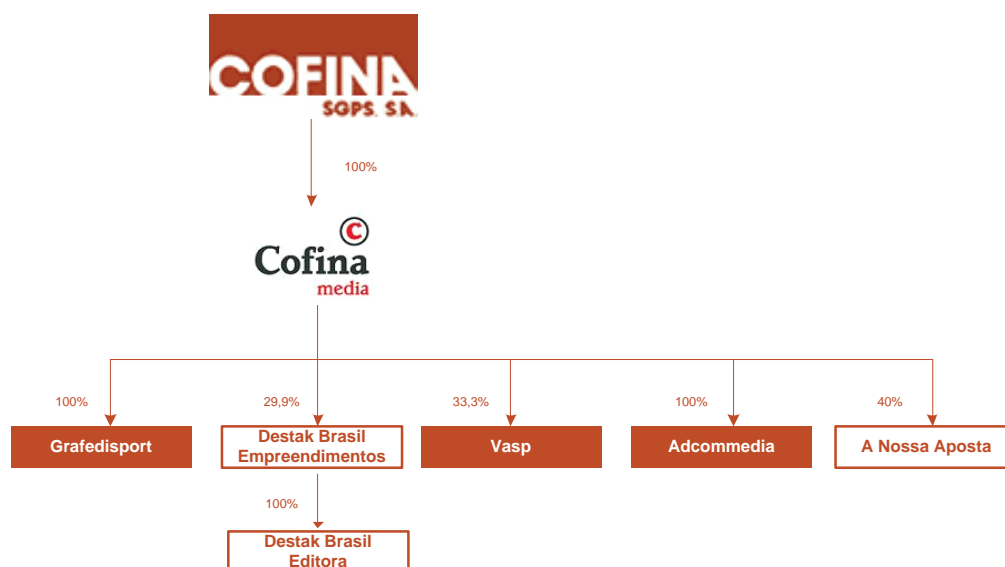 COFINA
SGPS, SA.
100%
C
Cofina
media
100%
29,9%
33,3%
100%
40%
Grafedisport
Destak Brasil
Empreendimentos
Vasp
Adcommedia
A Nossa Aposta
100%
Destak Brasil
Editora